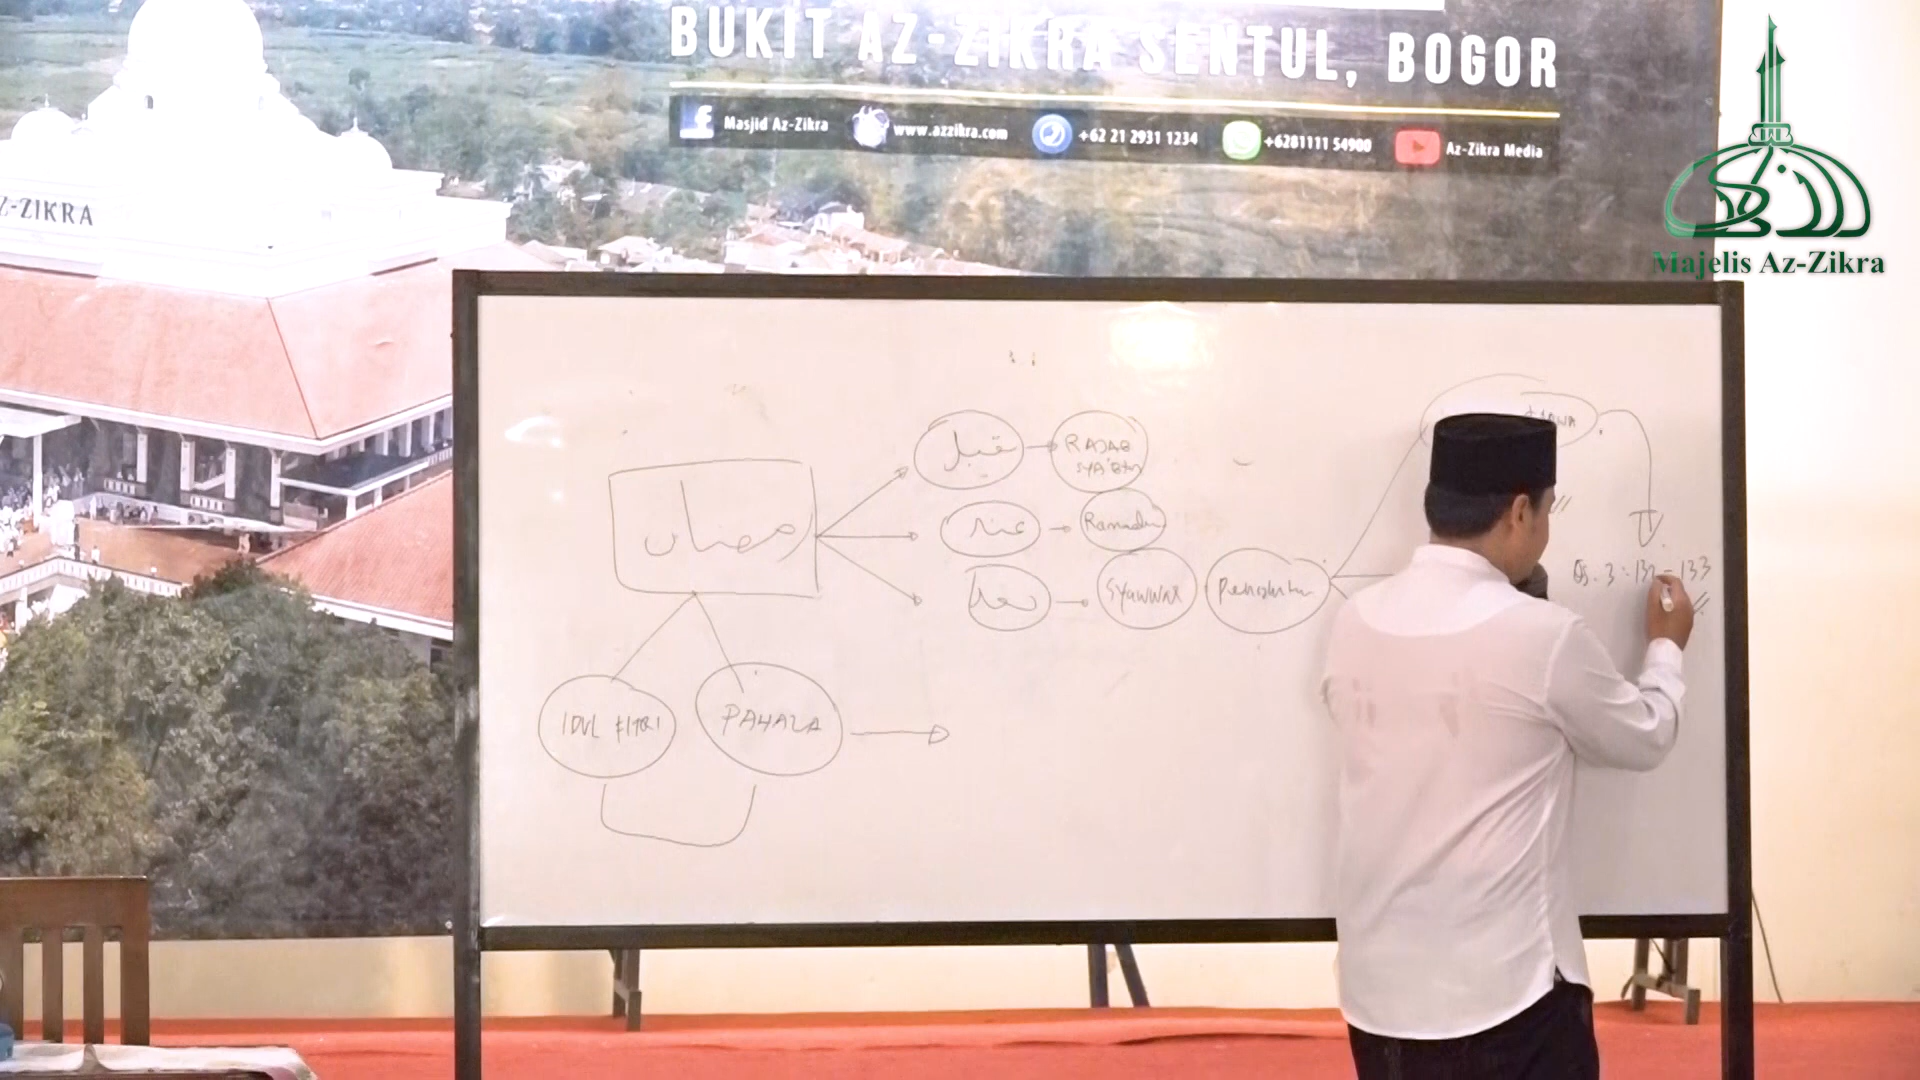 BUKIT AZ-ZIKRA SENTUL, BOGOR
Masjid Az-Zikra
www.azzikra.com
+62 21 2931 1234
+6281111 54900
Az-Zikra Media
Z-ZIKRA
Majelis Az-Zikra
رمضان
قبل
RAJAB
SYA'BAN
عند
Ramadhan
بعد
SYAWWAL
IDUL FITRI
PAHALA
QS. 3:132-133